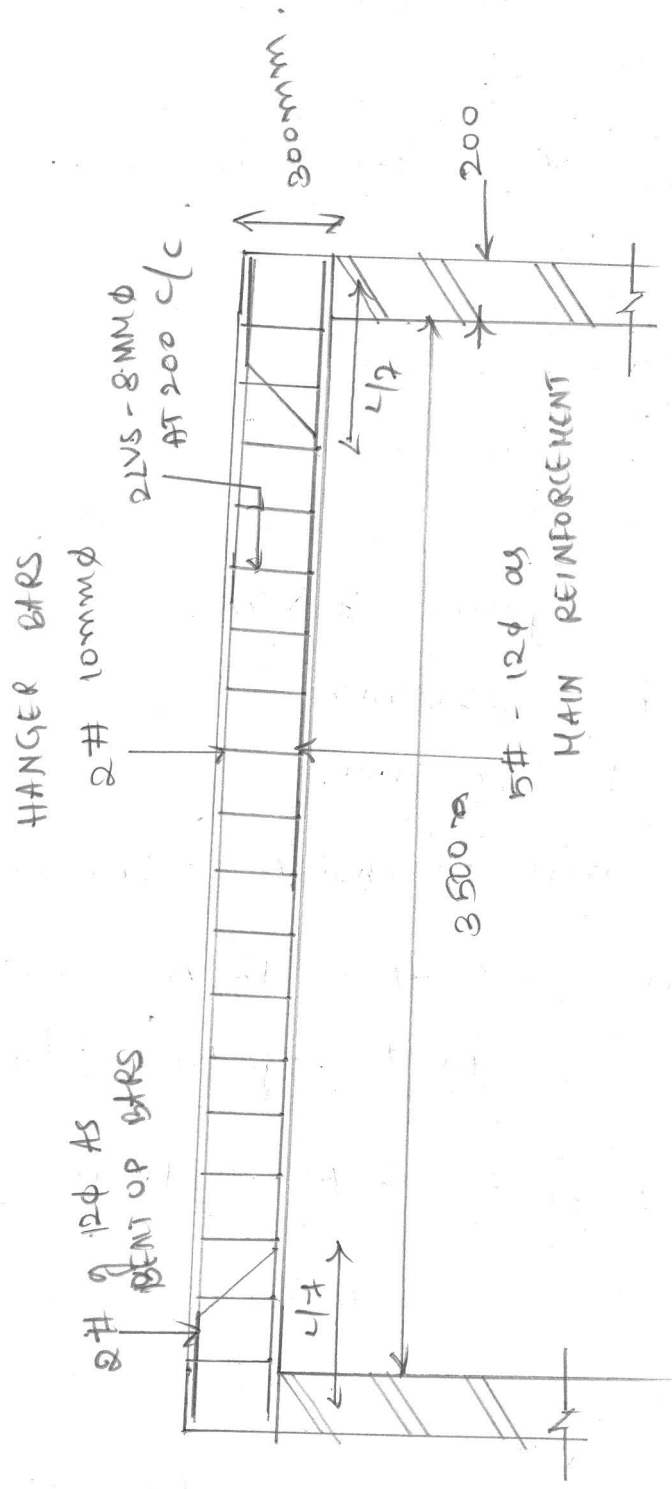 HANGER BARS.
2 # 10mmϕ
2 # of 12ϕ AS
BENT UP BARS.
2LVS - 8MMϕ
AT 200 C/C.
300mm.
L/7
L/7
200
3500
5# - 12ϕ as
MAIN REINFORCEMENT